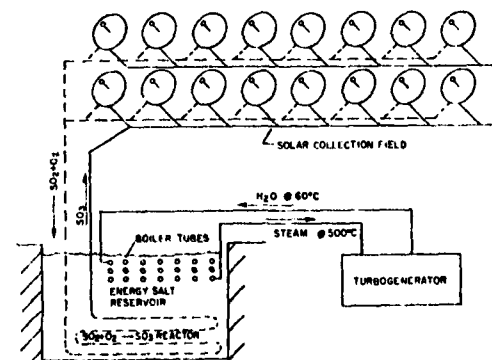 SOLAR COLLECTION FIELD
SO₂+O₂
SO₃
H₂O @ 60°C
BOILER TUBES
STEAM @ 500°C
ENERGY SALT
RESERVOIR
TURBOGENERATOR
SO₂+O₂ → SO₃ REACTOR